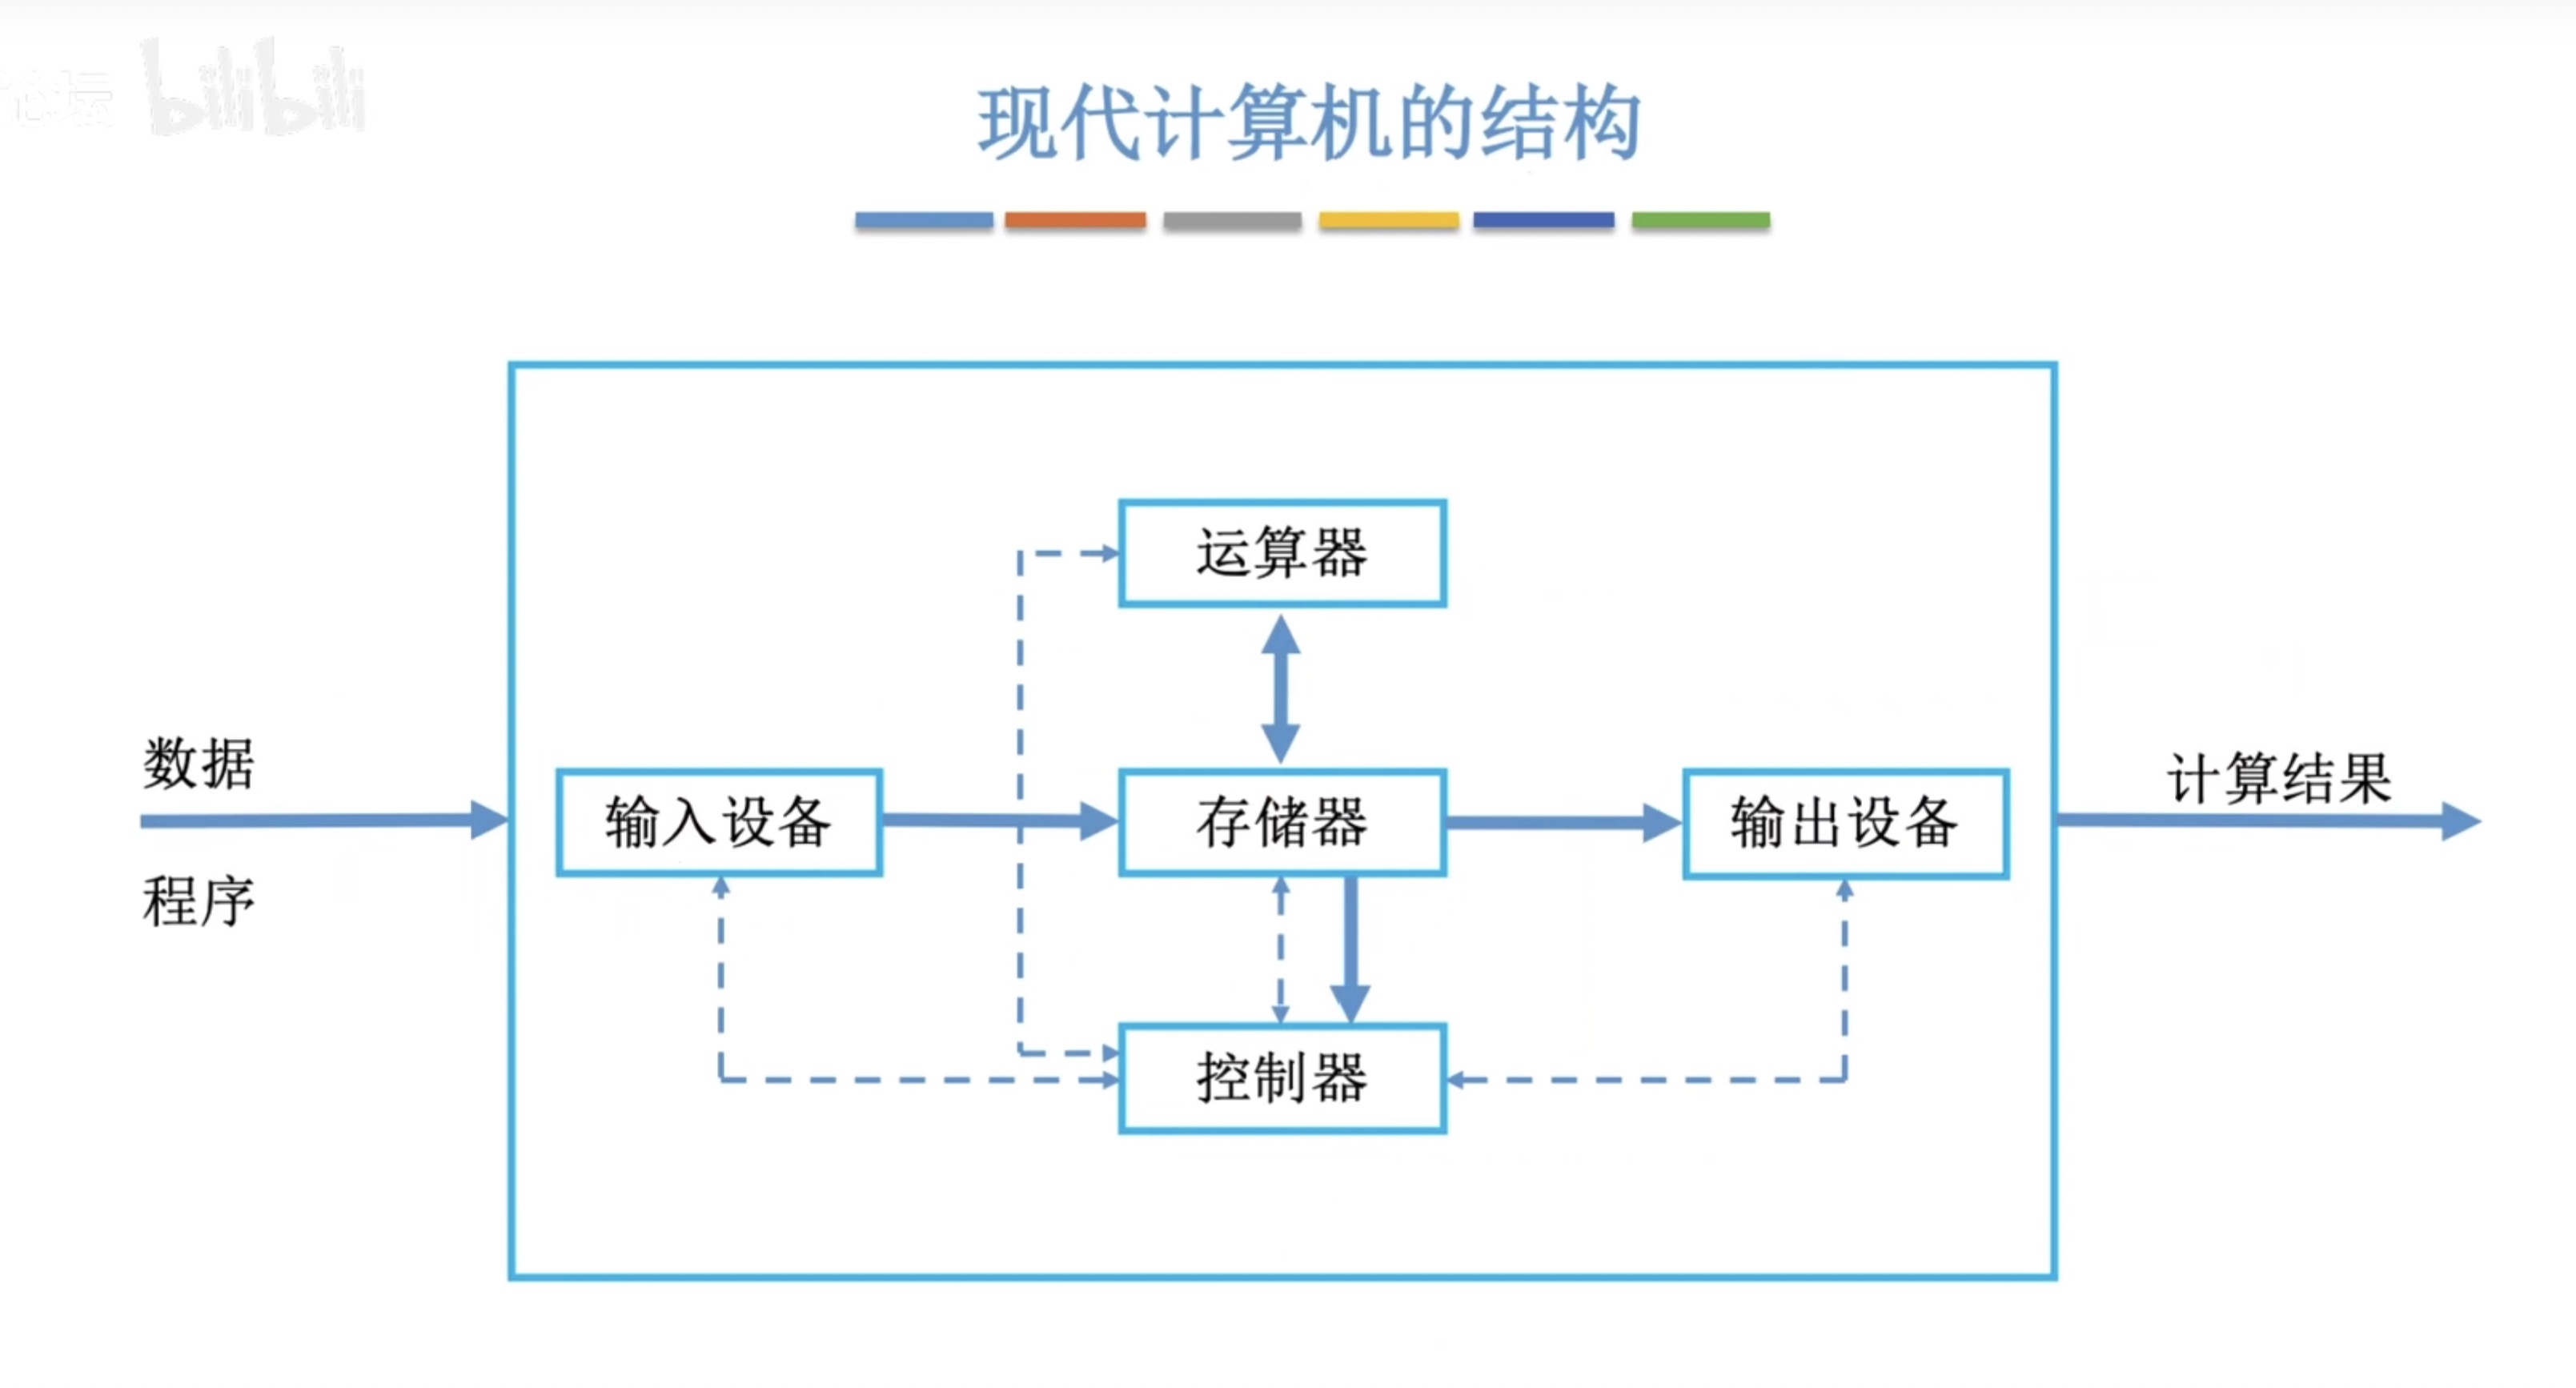 坛 bilibili
现代计算机的结构
运算器
数据
程序
输入设备
存储器
输出设备
计算结果
控制器